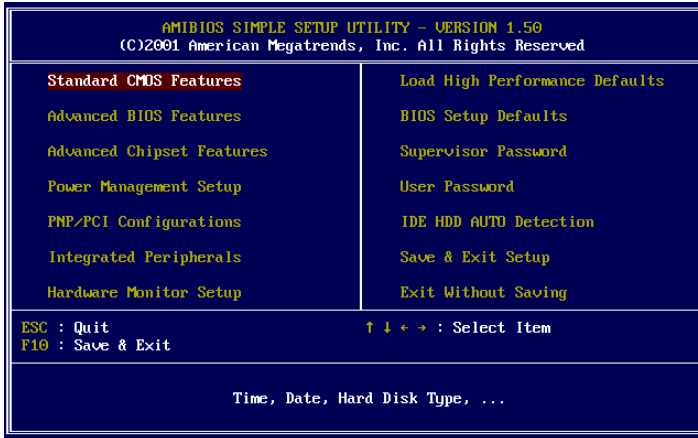 AMIBIOS SIMPLE SETUP UTILITY - VERSION 1.50
(C)2001 American Megatrends, Inc. All Rights Reserved
Standard CMOS Features
Advanced BIOS Features
Advanced Chipset Features
Power Management Setup
PNP/PCI Configurations
Integrated Peripherals
Hardware Monitor Setup
Load High Performance Defaults
BIOS Setup Defaults
Supervisor Password
User Password
IDE HDD AUTO Detection
Save & Exit Setup
Exit Without Saving
ESC : Quit
F10 : Save & Exit
↑ ↓ ← → : Select Item
Time, Date, Hard Disk Type, ...